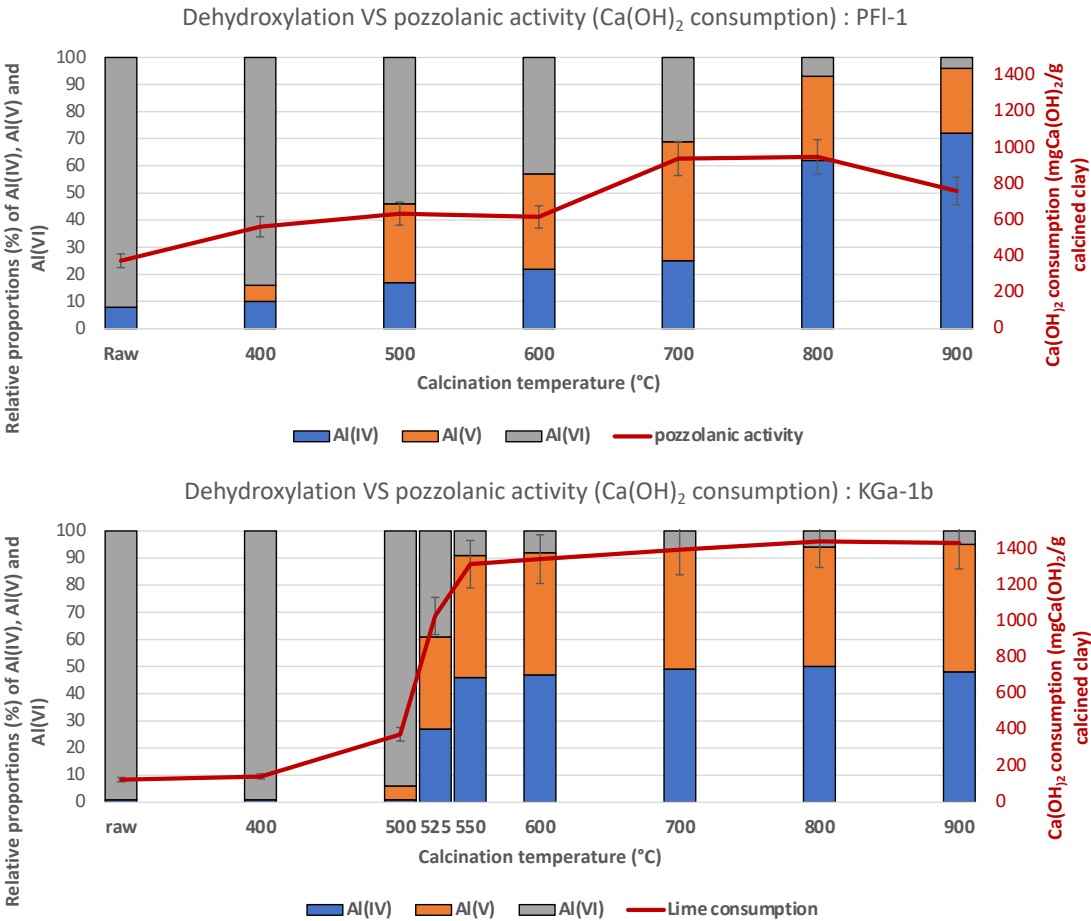 Dehydroxylation VS pozzolanic activity (Ca(OH)2 consumption) : PFl-1
Relative proportions (%) of Al(IV), Al(V) and
Al(VI)
100
90
80
70
60
50
40
30
20
10
0
1400
1200
1000
800
600
400
200
0
Ca(OH)2 consumption (mgCa(OH)2/g
calcined clay)
Raw 400 500 600 700 800 900
Calcination temperature (°C)
Al(IV) Al(V) Al(VI) pozzolanic activity
Dehydroxylation VS pozzolanic activity (Ca(OH)2 consumption) : KGa-1b
Relative proportions (%) of Al(IV), Al(V) and
Al(VI)
100
90
80
70
60
50
40
30
20
10
0
1400
1200
1000
800
600
400
200
0
Ca(OH)2 consumption (mgCa(OH)2/g
calcined clay)
raw 400 500 525 550 600 700 800 900
Calcination temperature (°C)
Al(IV) Al(V) Al(VI) Lime consumption